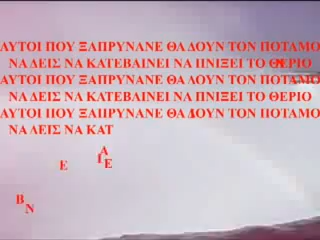 ΑΥΤΟΙ ΠΟΥ ΞΑΠΡΥΝΑΝΕ ΘΑ ΔΟΥΝ ΤΟΝ ΠΟΤΑΜΟ
ΝΑ ΔΕΙΣ ΝΑ ΚΑΤΕΒΑΙΝΕΙ ΝΑ ΠΝΙΞΕΙ ΤΟ ΘΕΡΙΟ
ΑΥΤΟΙ ΠΟΥ ΞΑΠΡΥΝΑΝΕ ΘΑ ΔΟΥΝ ΤΟΝ ΠΟΤΑΜΟ
ΝΑ ΔΕΙΣ ΝΑ ΚΑΤΕΒΑΙΝΕΙ ΝΑ ΠΝΙΞΕΙ ΤΟ ΘΕΡΙΟ
ΑΥΤΟΙ ΠΟΥ ΞΑΠΡΥΝΑΝΕ ΘΑ ΔΟΥΝ ΤΟΝ ΠΟΤΑΜΟ
ΝΑ ΔΕΙΣ ΝΑ ΚΑΤ
Α
Ε Ε
Β
Ν